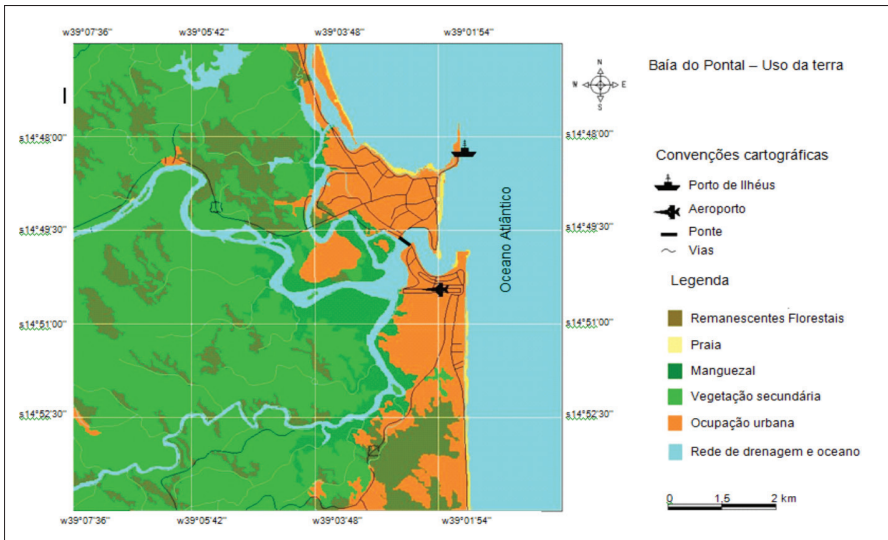 w39°07'36" w39°05'42" w39°03'48" w39°01'54"
Baía do Pontal – Uso da terra
N
W E
S
s14°48'00" s14°48'00"
Convenções cartográficas
Porto de Ilhéus
Aeroporto
Ponte
Vias
s14°49'30" s14°49'30"
Oceano Atlântico
Legenda
s14°51'00" s14°51'00"
Remanescentes Florestais
Praia
Manguezal
Vegetação secundária
s14°52'30" s14°52'30"
Ocupação urbana
Rede de drenagem e oceano
0 1,5 2 km
w39°07'36" w39°05'42" w39°03'48" w39°01'54"